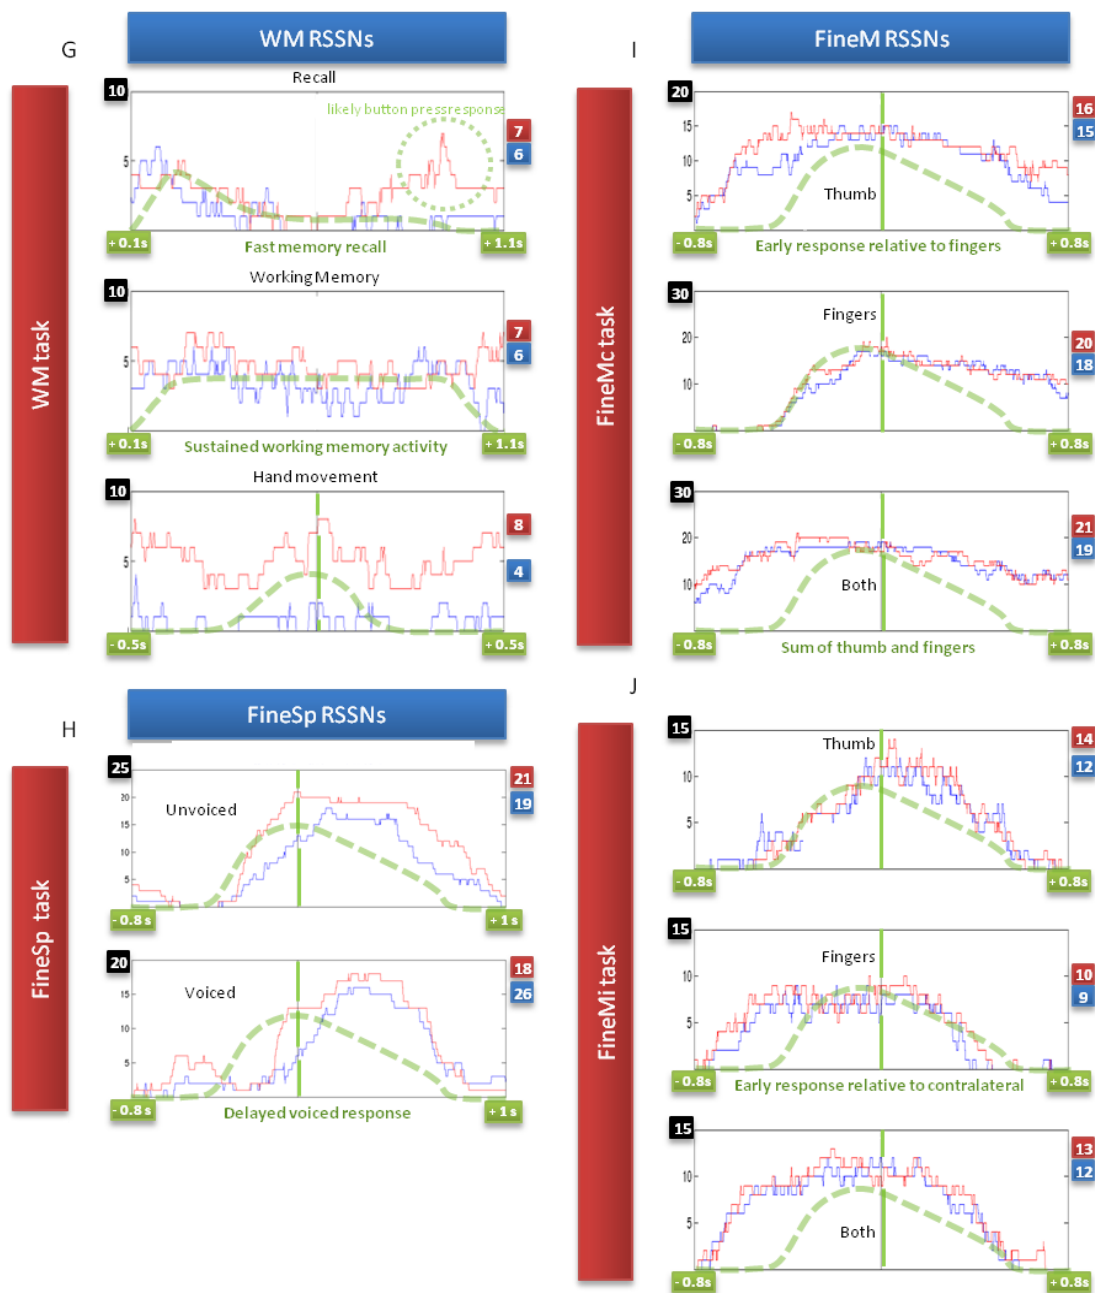 G
WM RSSNs
WM task
Recall
10
5
likely button pressresponse
7
6
+ 0.1s
Fast memory recall
+ 1.1s
Working Memory
10
5
7
6
+ 0.1s
Sustained working memory activity
+ 1.1s
Hand movement
10
5
8
4
- 0.5s
+ 0.5s
H
FineSp RSSNs
FineSp task
25
20
15
10
5
Unvoiced
21
19
- 0.8 s
+ 1 s
20
15
10
5
Voiced
18
26
- 0.8s
Delayed voiced response
+ 1s
I
FineM RSSNs
FineMc task
20
15
10
5
Thumb
16
15
- 0.8s
Early response relative to fingers
+ 0.8s
30
20
10
Fingers
20
18
- 0.8s
+ 0.8s
30
20
10
Both
21
19
- 0.8s
Sum of thumb and fingers
+ 0.8s
J
FineMi task
15
10
5
Thumb
14
12
- 0.8s
+ 0.8s
15
10
5
Fingers
10
9
- 0.8s
Early response relative to contralateral
+ 0.8s
15
10
5
Both
13
12
- 0.8s
+ 0.8s